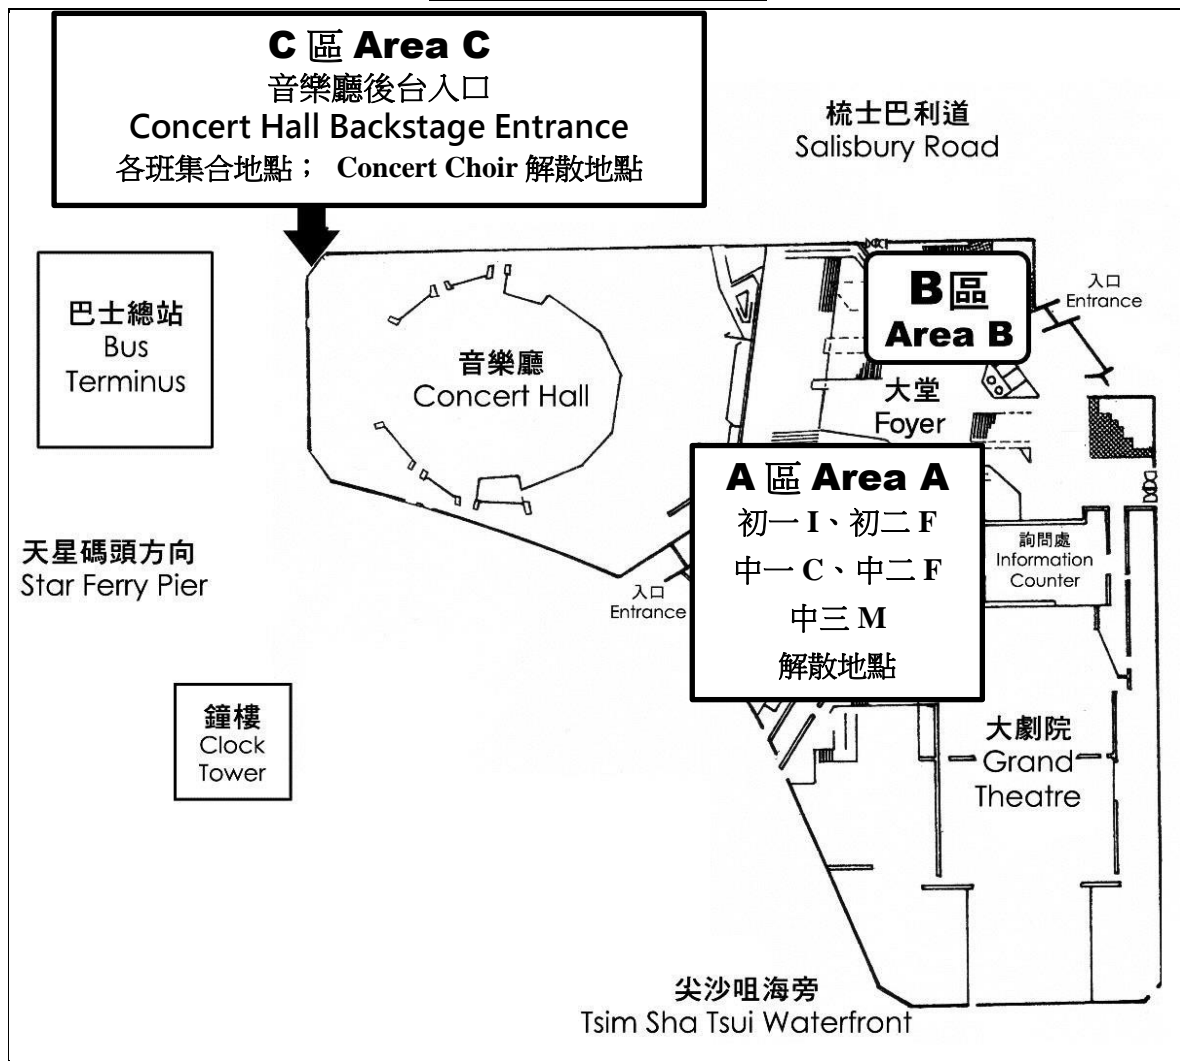 C 區 Area C
音樂廳後台入口
Concert Hall Backstage Entrance
各班集合地點； Concert Choir 解散地點
梳士巴利道
Salisbury Road
巴士總站
Bus
Terminus
音樂廳
Concert Hall
B區
Area B
入口
Entrance
大堂
Foyer
A 區 Area A
初一 I、初二 F
中一 C、中二 F
中三 M
解散地點
詢問處
Information
Counter
天星碼頭方向
Star Ferry Pier
入口
Entrance
鐘樓
Clock
Tower
大劇院
Grand
Theatre
尖沙咀海旁
Tsim Sha Tsui Waterfront